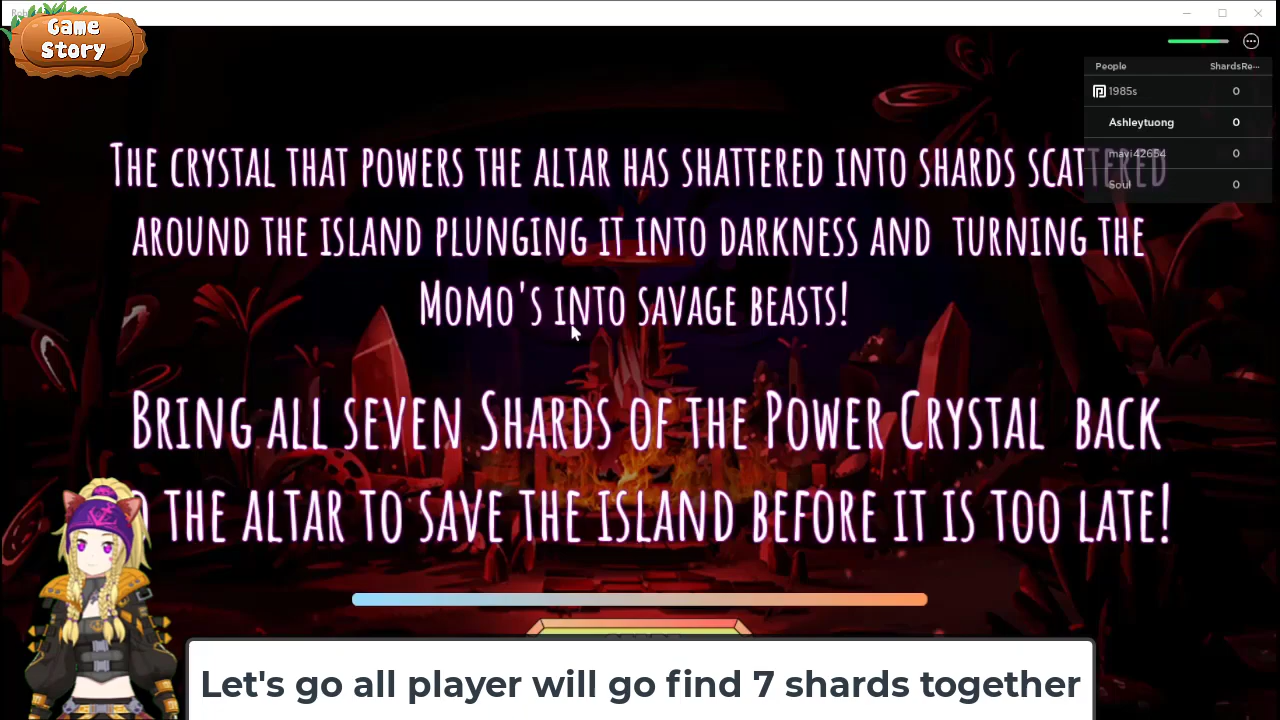 Game
Story
People ShardsRe...
1985s 0
Ashleytuong 0
mavi42654 0
Soul 0
The crystal that powers the altar has shattered into shards scattered
around the island plunging it into darkness and turning the
Momo's into savage beasts!
Bring all seven Shards of the Power Crystal back
the altar to save the island before it is too late!
Let's go all player will go find 7 shards together